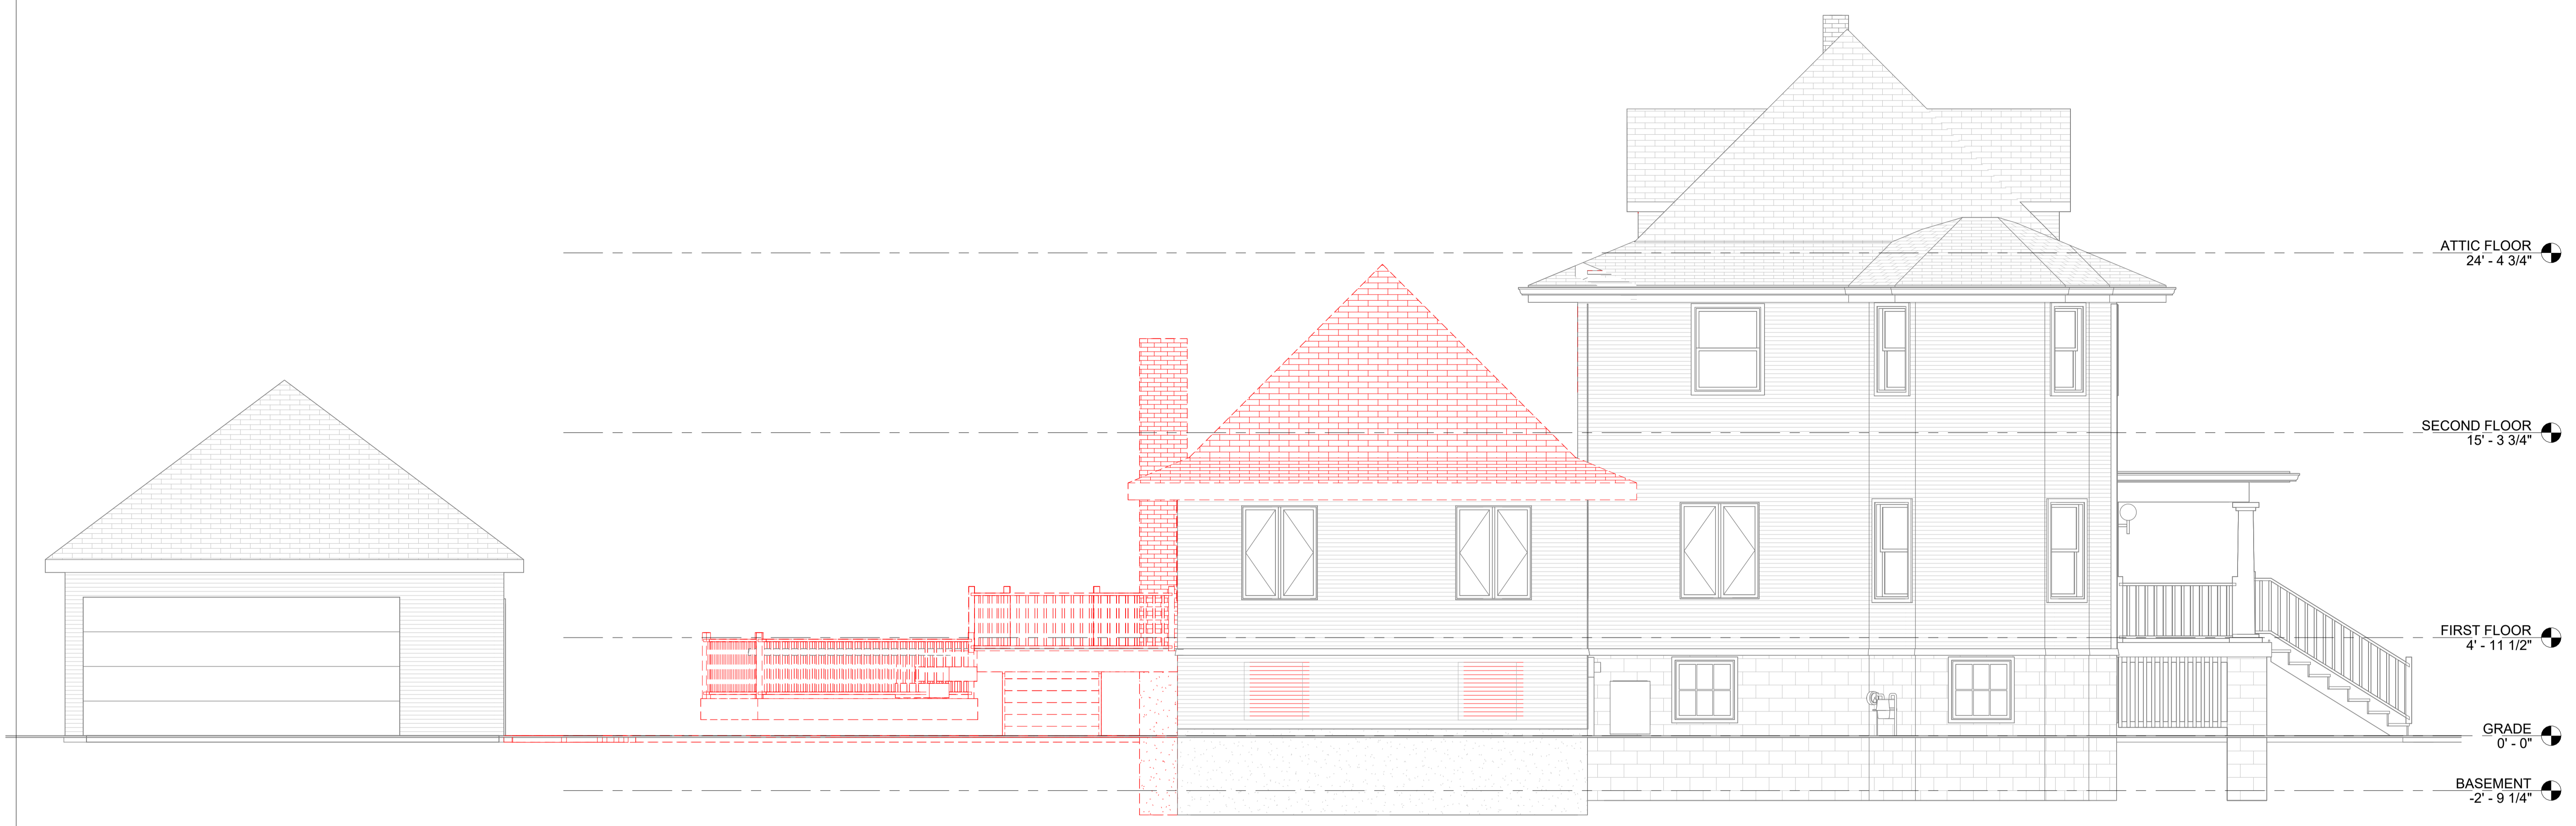 ATTIC FLOOR
24' - 4 3/4"
SECOND FLOOR
15' - 3 3/4"
FIRST FLOOR
4' - 11 1/2"
GRADE
0' - 0"
BASEMENT
-2' - 9 1/4"